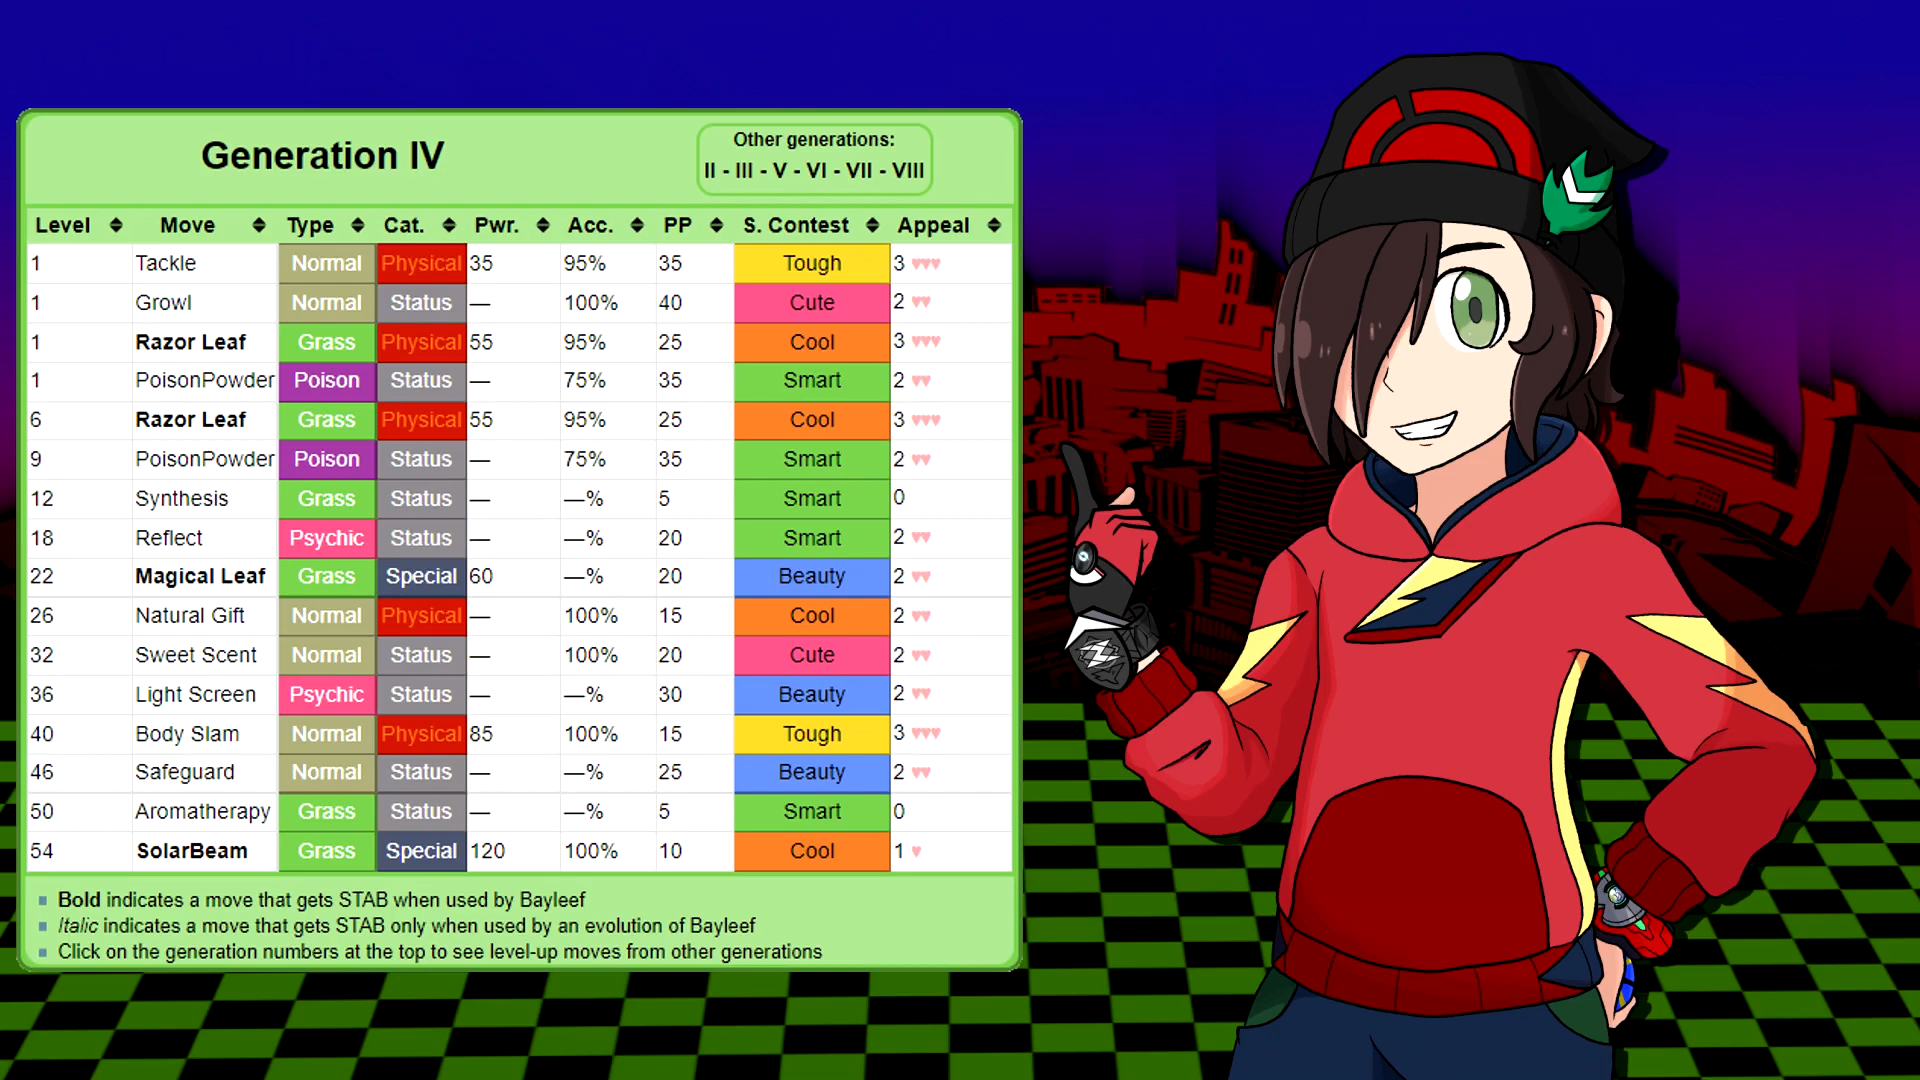 Generation IV
Other generations:
II - III - V - VI - VII - VIII
Level Move Type Cat. Pwr. Acc. PP S. Contest Appeal
1 Tackle Normal Physical 35 95% 35 Tough 3 ♥♥♥
1 Growl Normal Status — 100% 40 Cute 2 ♥♥
1 Razor Leaf Grass Physical 55 95% 25 Cool 3 ♥♥♥
1 PoisonPowder Poison Status — 75% 35 Smart 2 ♥♥
6 Razor Leaf Grass Physical 55 95% 25 Cool 3 ♥♥♥
9 PoisonPowder Poison Status — 75% 35 Smart 2 ♥♥
12 Synthesis Grass Status — —% 5 Smart 0
18 Reflect Psychic Status — —% 20 Smart 2 ♥♥
22 Magical Leaf Grass Special 60 —% 20 Beauty 2 ♥♥
26 Natural Gift Normal Physical — 100% 15 Cool 2 ♥♥
32 Sweet Scent Normal Status — 100% 20 Cute 2 ♥♥
36 Light Screen Psychic Status — —% 30 Beauty 2 ♥♥
40 Body Slam Normal Physical 85 100% 15 Tough 3 ♥♥♥
46 Safeguard Normal Status — —% 25 Beauty 2 ♥♥
50 Aromatherapy Grass Status — —% 5 Smart 0
54 SolarBeam Grass Special 120 100% 10 Cool 1 ♥
Bold indicates a move that gets STAB when used by Bayleef
Italic indicates a move that gets STAB only when used by an evolution of Bayleef
Click on the generation numbers at the top to see level-up moves from other generations